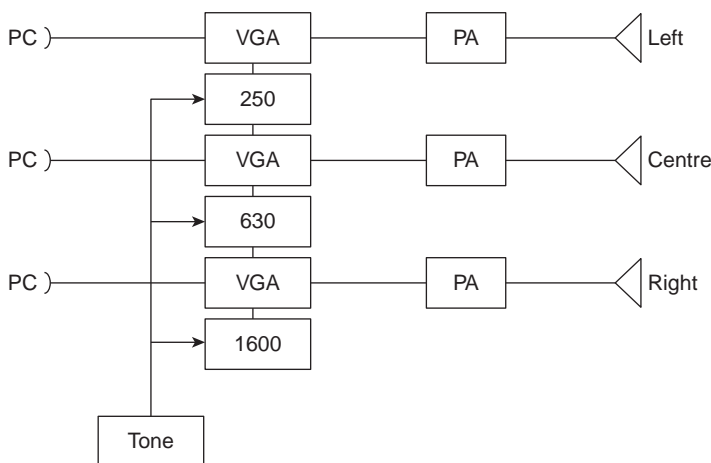 PC VGA PA Left
250
PC VGA PA Centre
630
PC VGA PA Right
1600
Tone